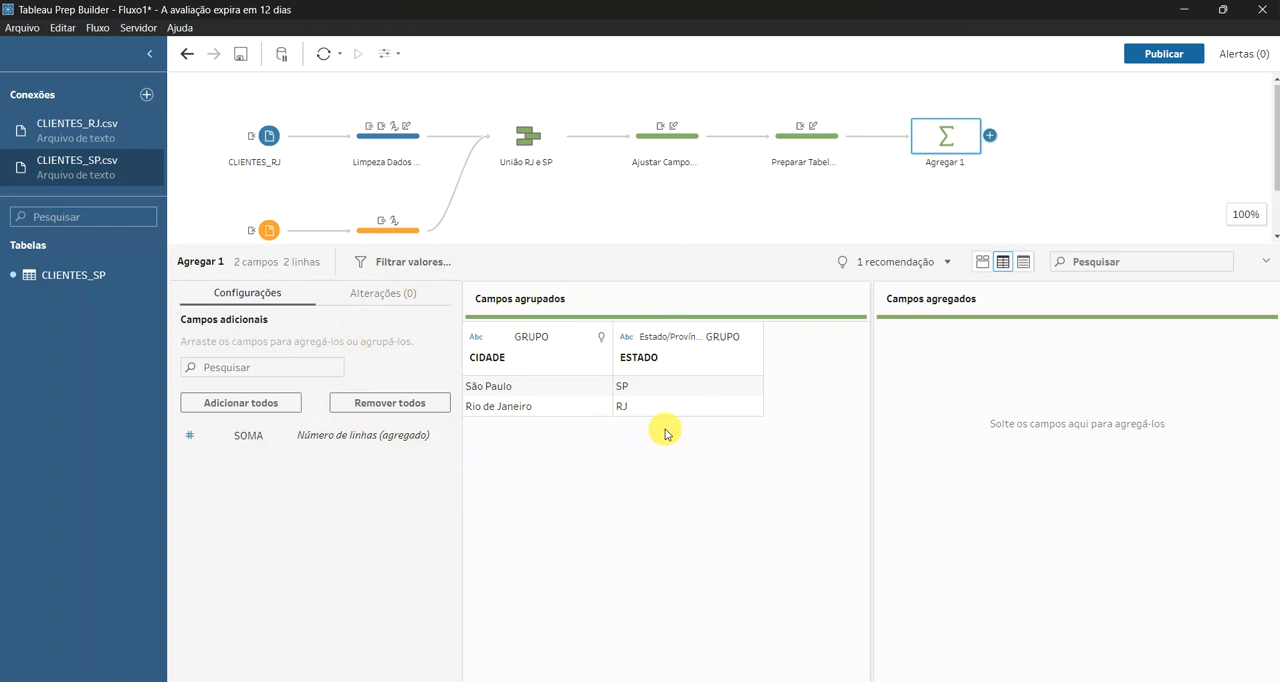 Tableau Prep Builder - Fluxo1* - A avaliação expira em 12 dias
Arquivo Editar Fluxo Servidor Ajuda
Publicar Alertas (0)
Conexões
CLIENTES_RJ.csv
Arquivo de texto
CLIENTES_SP.csv
Arquivo de texto
Pesquisar
Tabelas
CLIENTES_SP
CLIENTES_RJ Limpeza Dados ... União RJ e SP Ajustar Campo... Preparar Tabel... Agregar 1
100%
Agregar 1 2 campos 2 linhas Filtrar valores... 1 recomendação Pesquisar
Configurações Alterações (0)
Campos adicionais
Arraste os campos para agregá-los ou agrupá-los.
Pesquisar
Adicionar todos Remover todos
# SOMA Número de linhas (agregado)
Campos agrupados
Abc GRUPO Abc Estado/Provín... GRUPO
CIDADE ESTADO
São Paulo SP
Rio de Janeiro RJ
Campos agregados
Solte os campos aqui para agregá-los